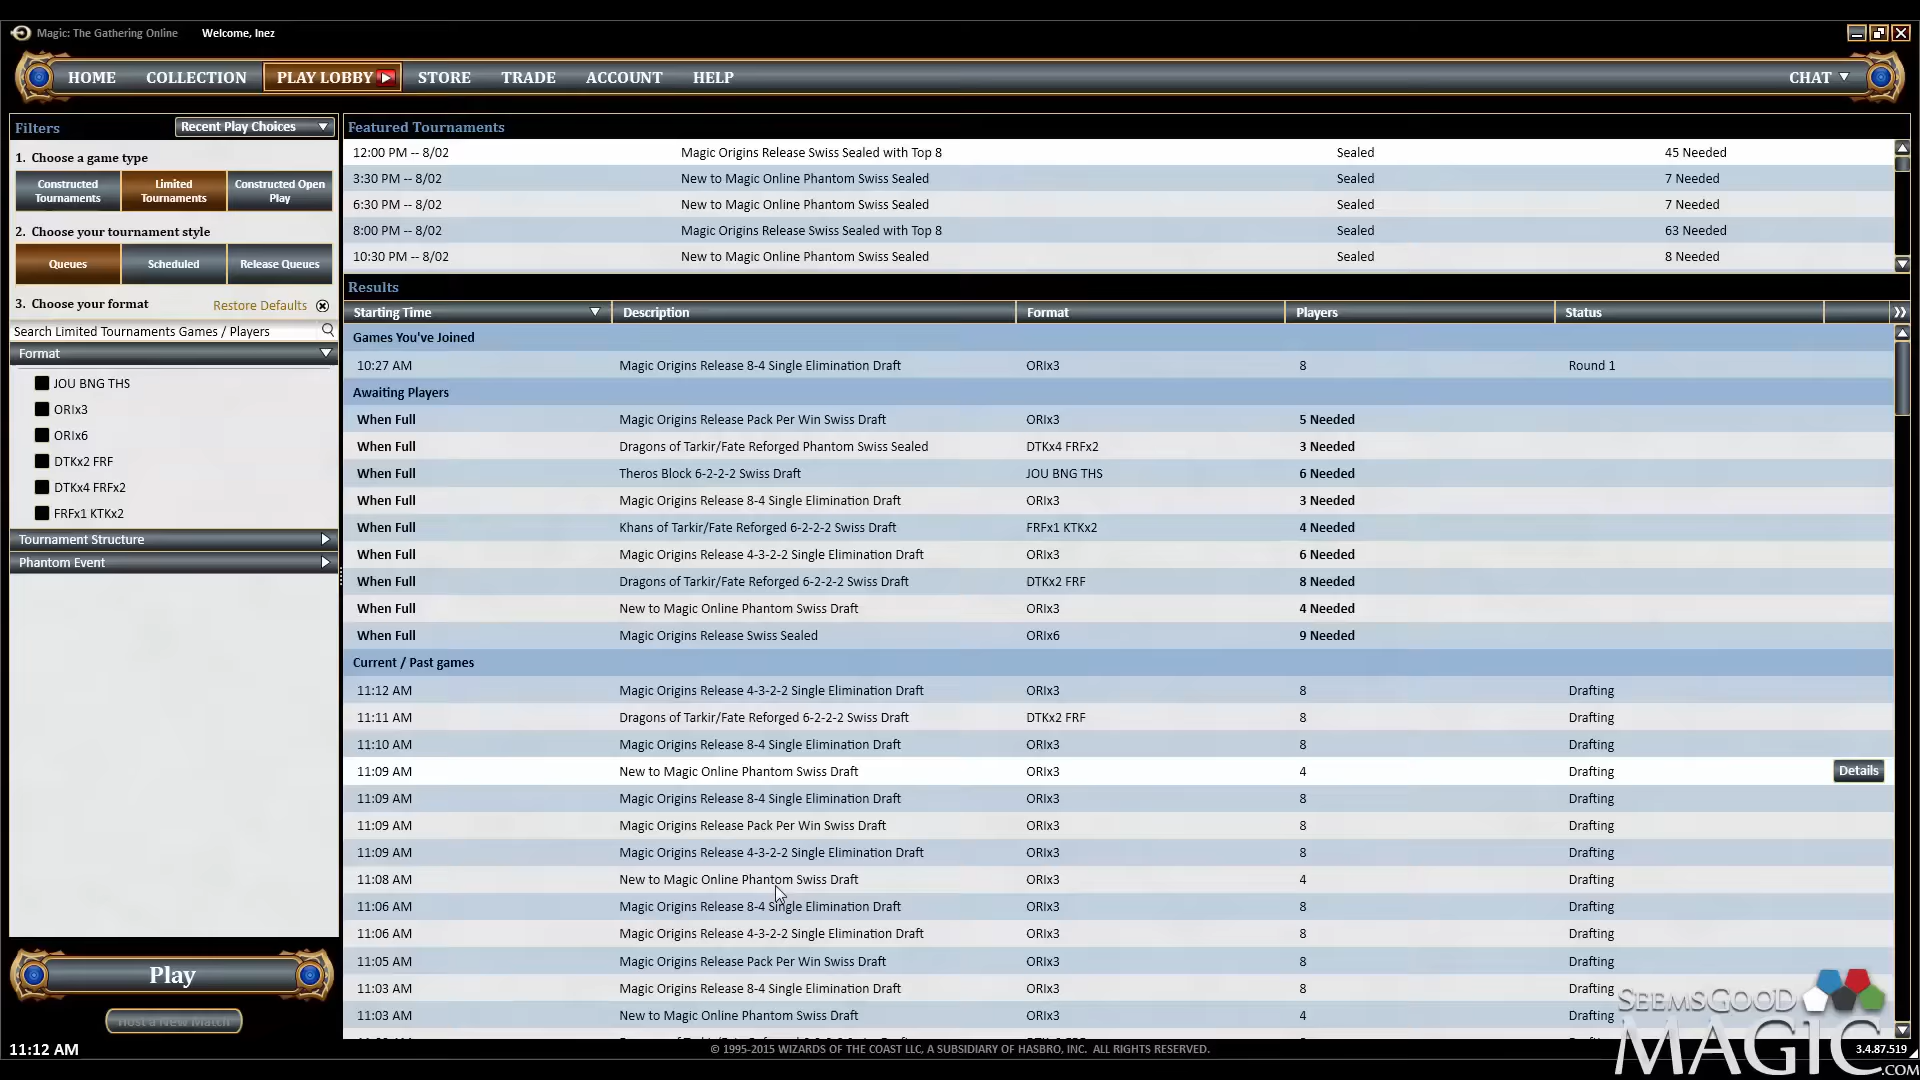 Magic: The Gathering Online Welcome, Inez
HOME COLLECTION PLAY LOBBY STORE TRADE ACCOUNT HELP CHAT
Filters Recent Play Choices
1. Choose a game type
Constructed Tournaments Limited Tournaments Constructed Open Play
2. Choose your tournament style
Queues Scheduled Release Queues
3. Choose your format Restore Defaults
Search Limited Tournaments Games / Players
Format
JOU BNG THS
ORIx3
ORIx6
DTKx2 FRF
DTKx4 FRFx2
FRFx1 KTKx2
Tournament Structure
Phantom Event
Play
Host a New Match
11:12 AM
Featured Tournaments
12:00 PM -- 8/02 Magic Origins Release Swiss Sealed with Top 8 Sealed 45 Needed
3:30 PM -- 8/02 New to Magic Online Phantom Swiss Sealed Sealed 7 Needed
6:30 PM -- 8/02 New to Magic Online Phantom Swiss Sealed Sealed 7 Needed
8:00 PM -- 8/02 Magic Origins Release Swiss Sealed with Top 8 Sealed 63 Needed
10:30 PM -- 8/02 New to Magic Online Phantom Swiss Sealed Sealed 8 Needed
Results
Starting Time Description Format Players Status
Games You've Joined
10:27 AM Magic Origins Release 8-4 Single Elimination Draft ORIx3 8 Round 1
Awaiting Players
When Full Magic Origins Release Pack Per Win Swiss Draft ORIx3 5 Needed
When Full Dragons of Tarkir/Fate Reforged Phantom Swiss Sealed DTKx4 FRFx2 3 Needed
When Full Theros Block 6-2-2-2 Swiss Draft JOU BNG THS 6 Needed
When Full Magic Origins Release 8-4 Single Elimination Draft ORIx3 3 Needed
When Full Khans of Tarkir/Fate Reforged 6-2-2-2 Swiss Draft FRFx1 KTKx2 4 Needed
When Full Magic Origins Release 4-3-2-2 Single Elimination Draft ORIx3 6 Needed
When Full Dragons of Tarkir/Fate Reforged 6-2-2-2 Swiss Draft DTKx2 FRF 8 Needed
When Full New to Magic Online Phantom Swiss Draft ORIx3 4 Needed
When Full Magic Origins Release Swiss Sealed ORIx6 9 Needed
Current / Past games
11:12 AM Magic Origins Release 4-3-2-2 Single Elimination Draft ORIx3 8 Drafting
11:11 AM Dragons of Tarkir/Fate Reforged 6-2-2-2 Swiss Draft DTKx2 FRF 8 Drafting
11:10 AM Magic Origins Release 8-4 Single Elimination Draft ORIx3 8 Drafting
11:09 AM New to Magic Online Phantom Swiss Draft ORIx3 4 Drafting Details
11:09 AM Magic Origins Release 8-4 Single Elimination Draft ORIx3 8 Drafting
11:09 AM Magic Origins Release Pack Per Win Swiss Draft ORIx3 8 Drafting
11:09 AM Magic Origins Release 4-3-2-2 Single Elimination Draft ORIx3 8 Drafting
11:08 AM New to Magic Online Phantom Swiss Draft ORIx3 4 Drafting
11:06 AM Magic Origins Release 8-4 Single Elimination Draft ORIx3 8 Drafting
11:06 AM Magic Origins Release 4-3-2-2 Single Elimination Draft ORIx3 8 Drafting
11:05 AM Magic Origins Release Pack Per Win Swiss Draft ORIx3 8 Drafting
11:03 AM Magic Origins Release 8-4 Single Elimination Draft ORIx3 8 Drafting
11:03 AM New to Magic Online Phantom Swiss Draft ORIx3 4 Drafting
© 1995-2015 WIZARDS OF THE COAST LLC, A SUBSIDIARY OF HASBRO, INC. ALL RIGHTS RESERVED.
3.4.87.519
SEEMSGOOD
MAGIC
.COM